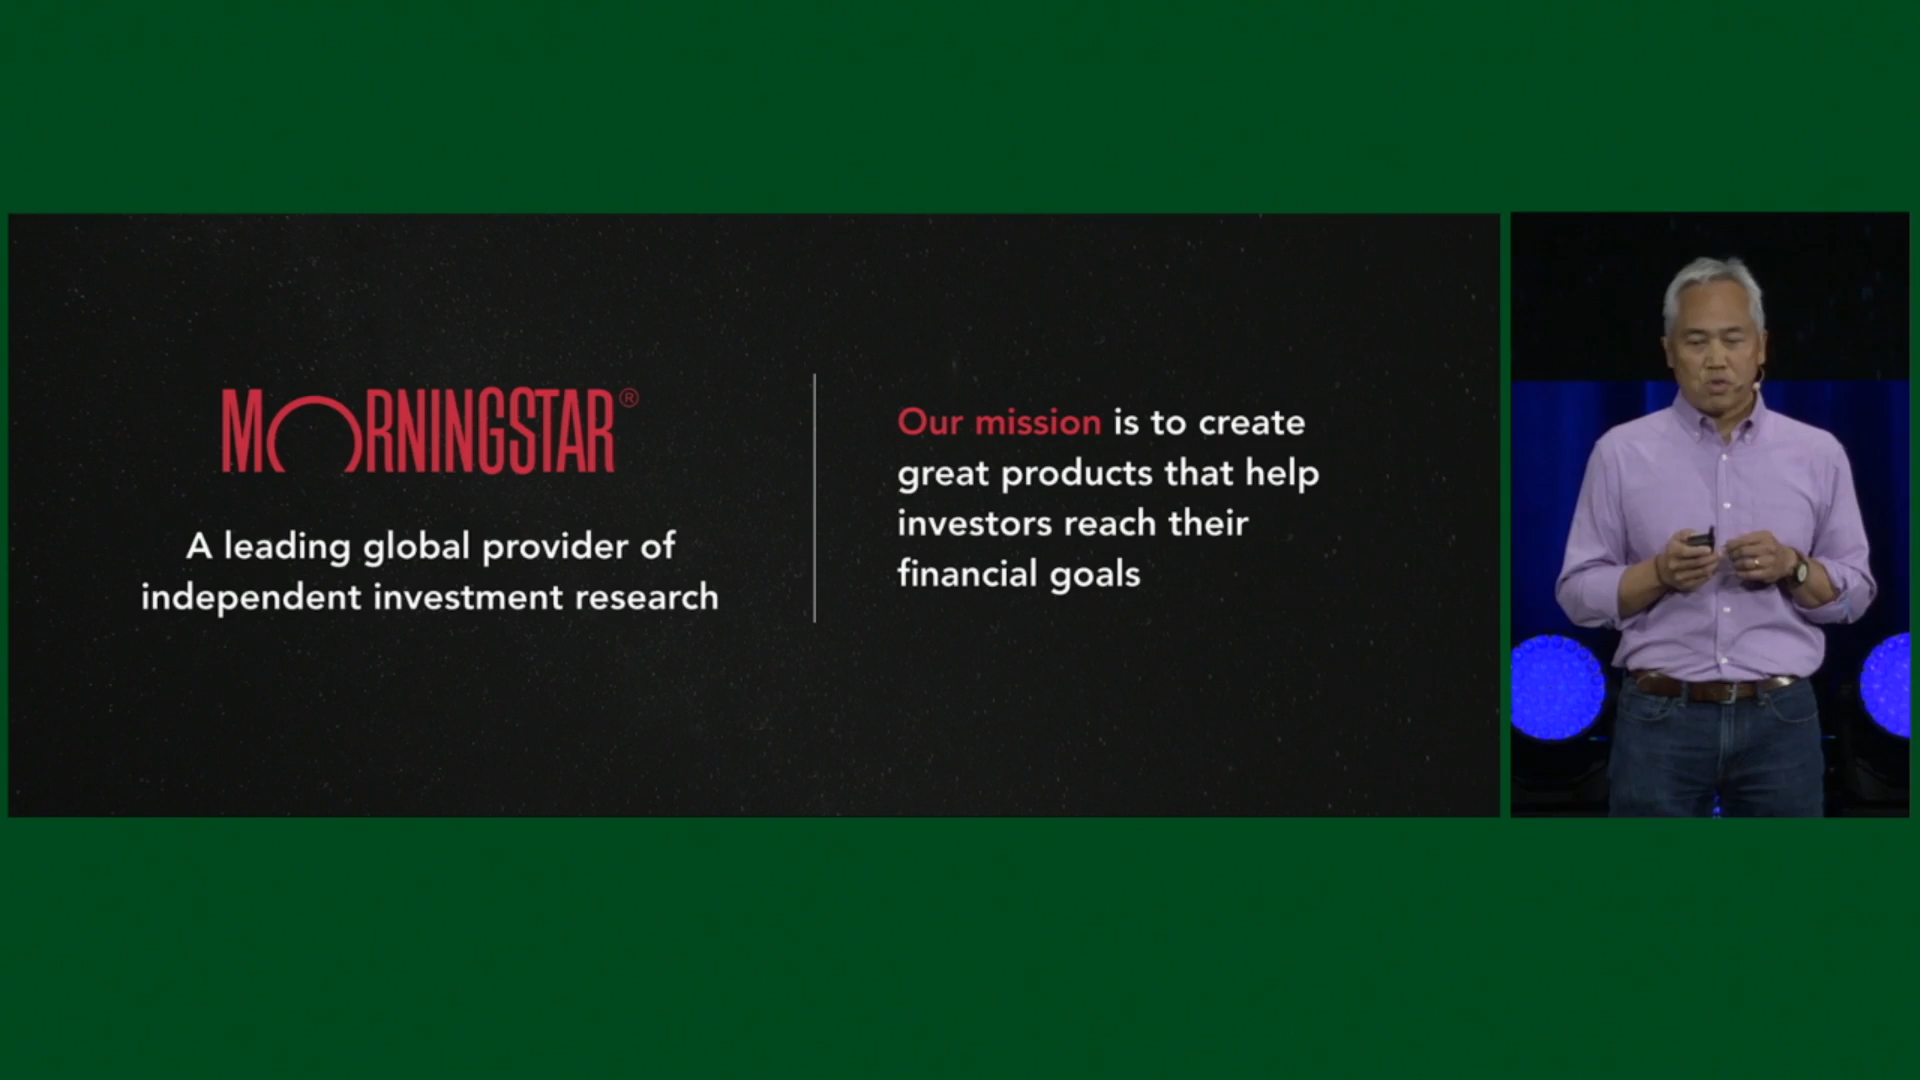 MORNINGSTAR®
A leading global provider of
independent investment research
Our mission is to create
great products that help
investors reach their
financial goals